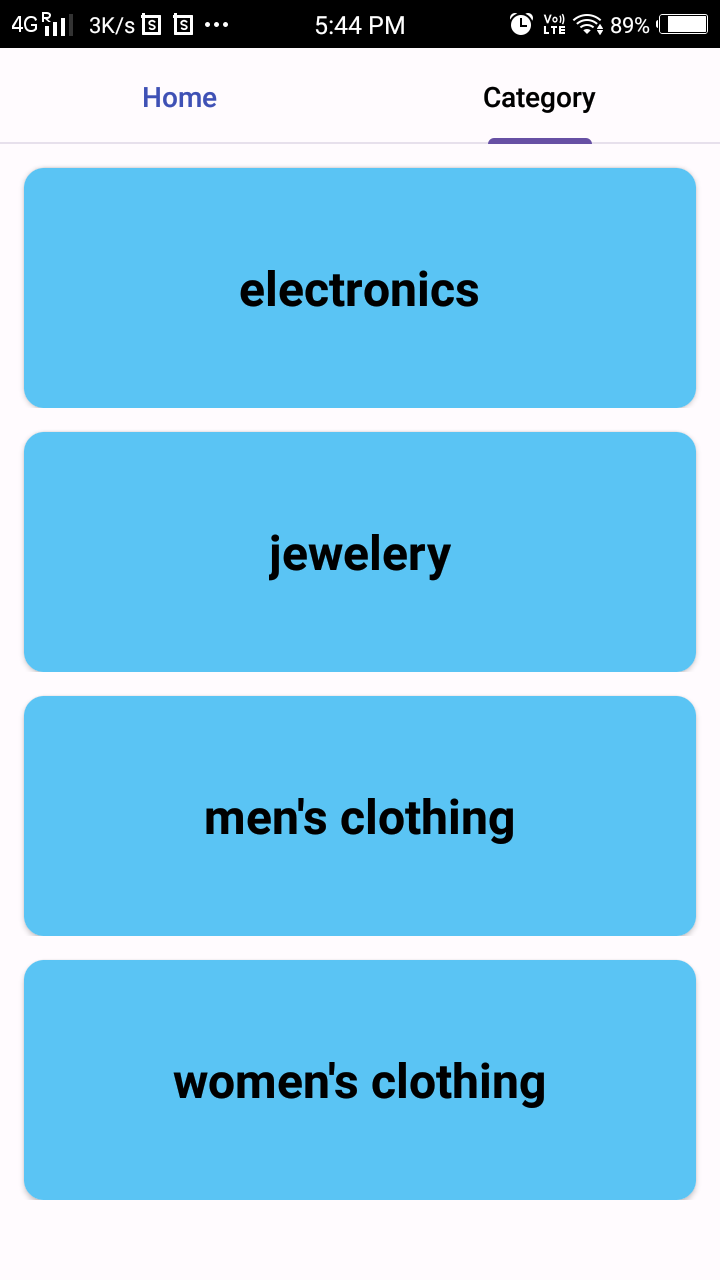 4G R 3K/s S S ... 5:44 PM Vo)) LTE 89%
Home Category
electronics
jewelery
men's clothing
women's clothing